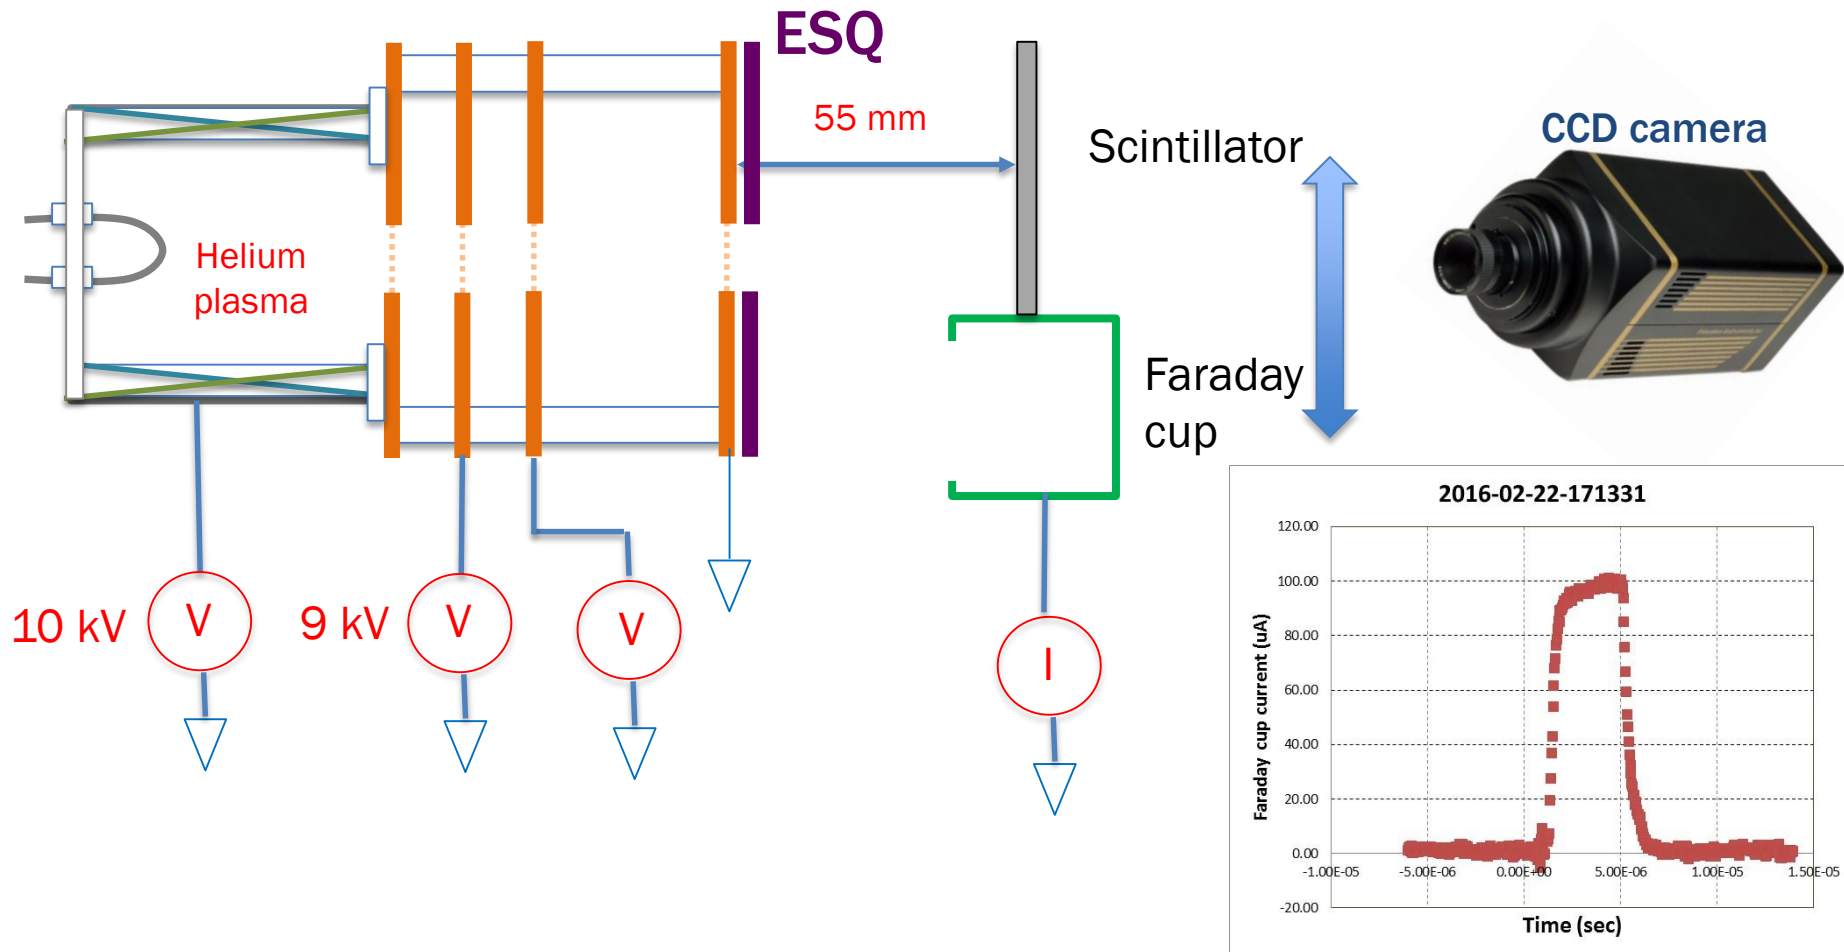 ESQ
55 mm
Scintillator
CCD camera
Helium
plasma
Faraday
cup
10 kV
V
9 kV
V
V
I
2016-02-22-171331
Faraday cup current (uA)
120.00
100.00
80.00
60.00
40.00
20.00
0.00
-20.00
-1.00E-05
-5.00E-06
0.00E+00
5.00E-06
1.00E-05
1.50E-05
Time (sec)